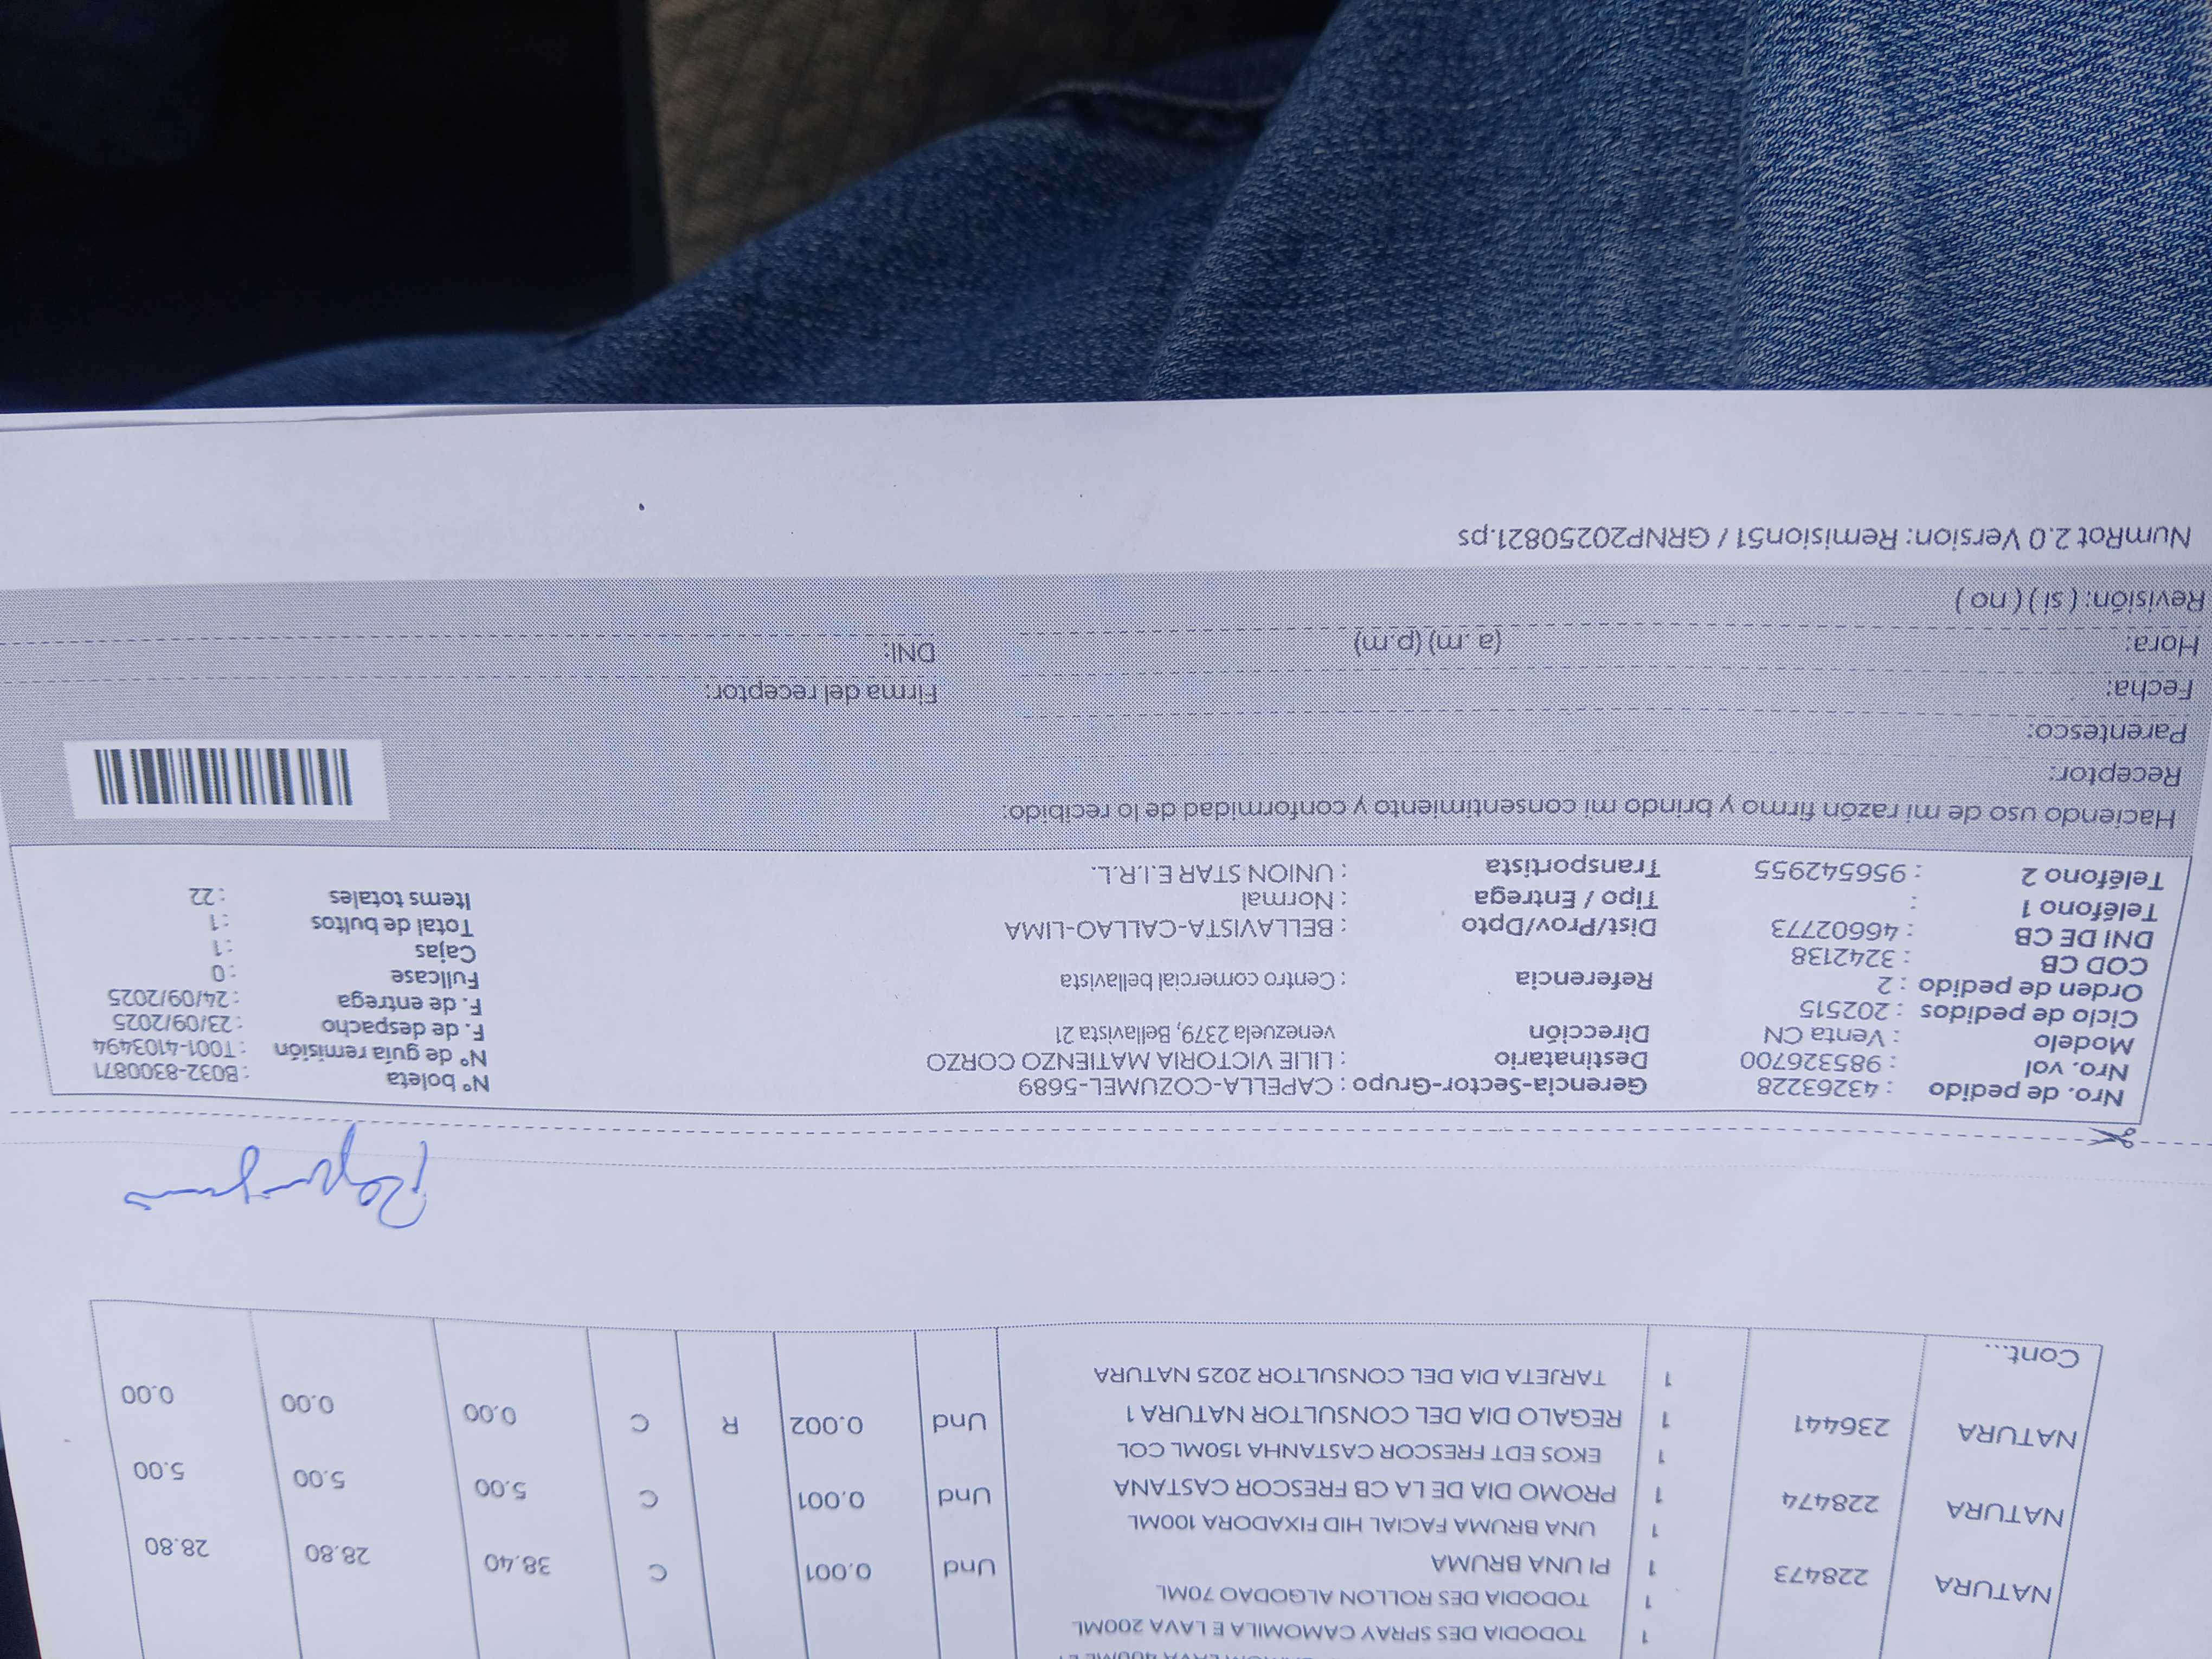 TODODIA DES SPRAY CAMOMILA E LAVA 200ML 1
TODODIA DES ROLLON ALGODAO 70ML 1
NATURA 228473 1 PI UNA BRUMA Und 0.001 C 38.40 28.80 28.80
1 UNA BRUMA FACIAL HID FIXADORA 100ML
NATURA 228474 1 PROMO DIA DE LA CB FRESCOR CASTANA Und 0.001 C 5.00 5.00 5.00
1 EKOS EDT FRESCOR CASTANHA 150ML COL
NATURA 236441 1 REGALO DIA DEL CONSULTOR NATURA 1 Und 0.002 R C 0.00 0.00 0.00
1 TARJETA DIA DEL CONSULTOR 2025 NATURA
Cont...
Nro. de pedido : 43263228 Gerencia-Sector-Grupo : CAPELLA-COZUMEL-5689 N° boleta : B032-8300871
Nro. vol : 985326700 Destinatario : LILIE VICTORIA MATIENZO CORZO N° de guía remisión : T001-4103494
Modelo : Venta CN Dirección venezuela 2379, Bellavista 21 F. de despacho : 23/09/2025
Ciclo de pedidos : 202515 F. de entrega : 24/09/2025
Orden de pedido : 2 Referencia : Centro comercial bellavista Fullcase : 0
COD CB : 3242138 Cajas : 1
DNI DE CB : 46602773 Dist/Prov/Dpto : BELLAVISTA-CALLAO-LIMA Total de bultos : 1
Teléfono 1 : Tipo / Entrega : Normal Items totales : 22
Teléfono 2 : 956542955 Transportista : UNION STAR E.I.R.L.
Haciendo uso de mi razón firmo y brindo mi consentimiento y conformidad de lo recibido:
Receptor:
Parentesco:
Fecha: Firma del receptor:
Hora: (a. m) (p.m) DNI:
Revisión: ( si ) ( no )
NumRot 2.0 Version: Remision51 / GRNP20250821.ps